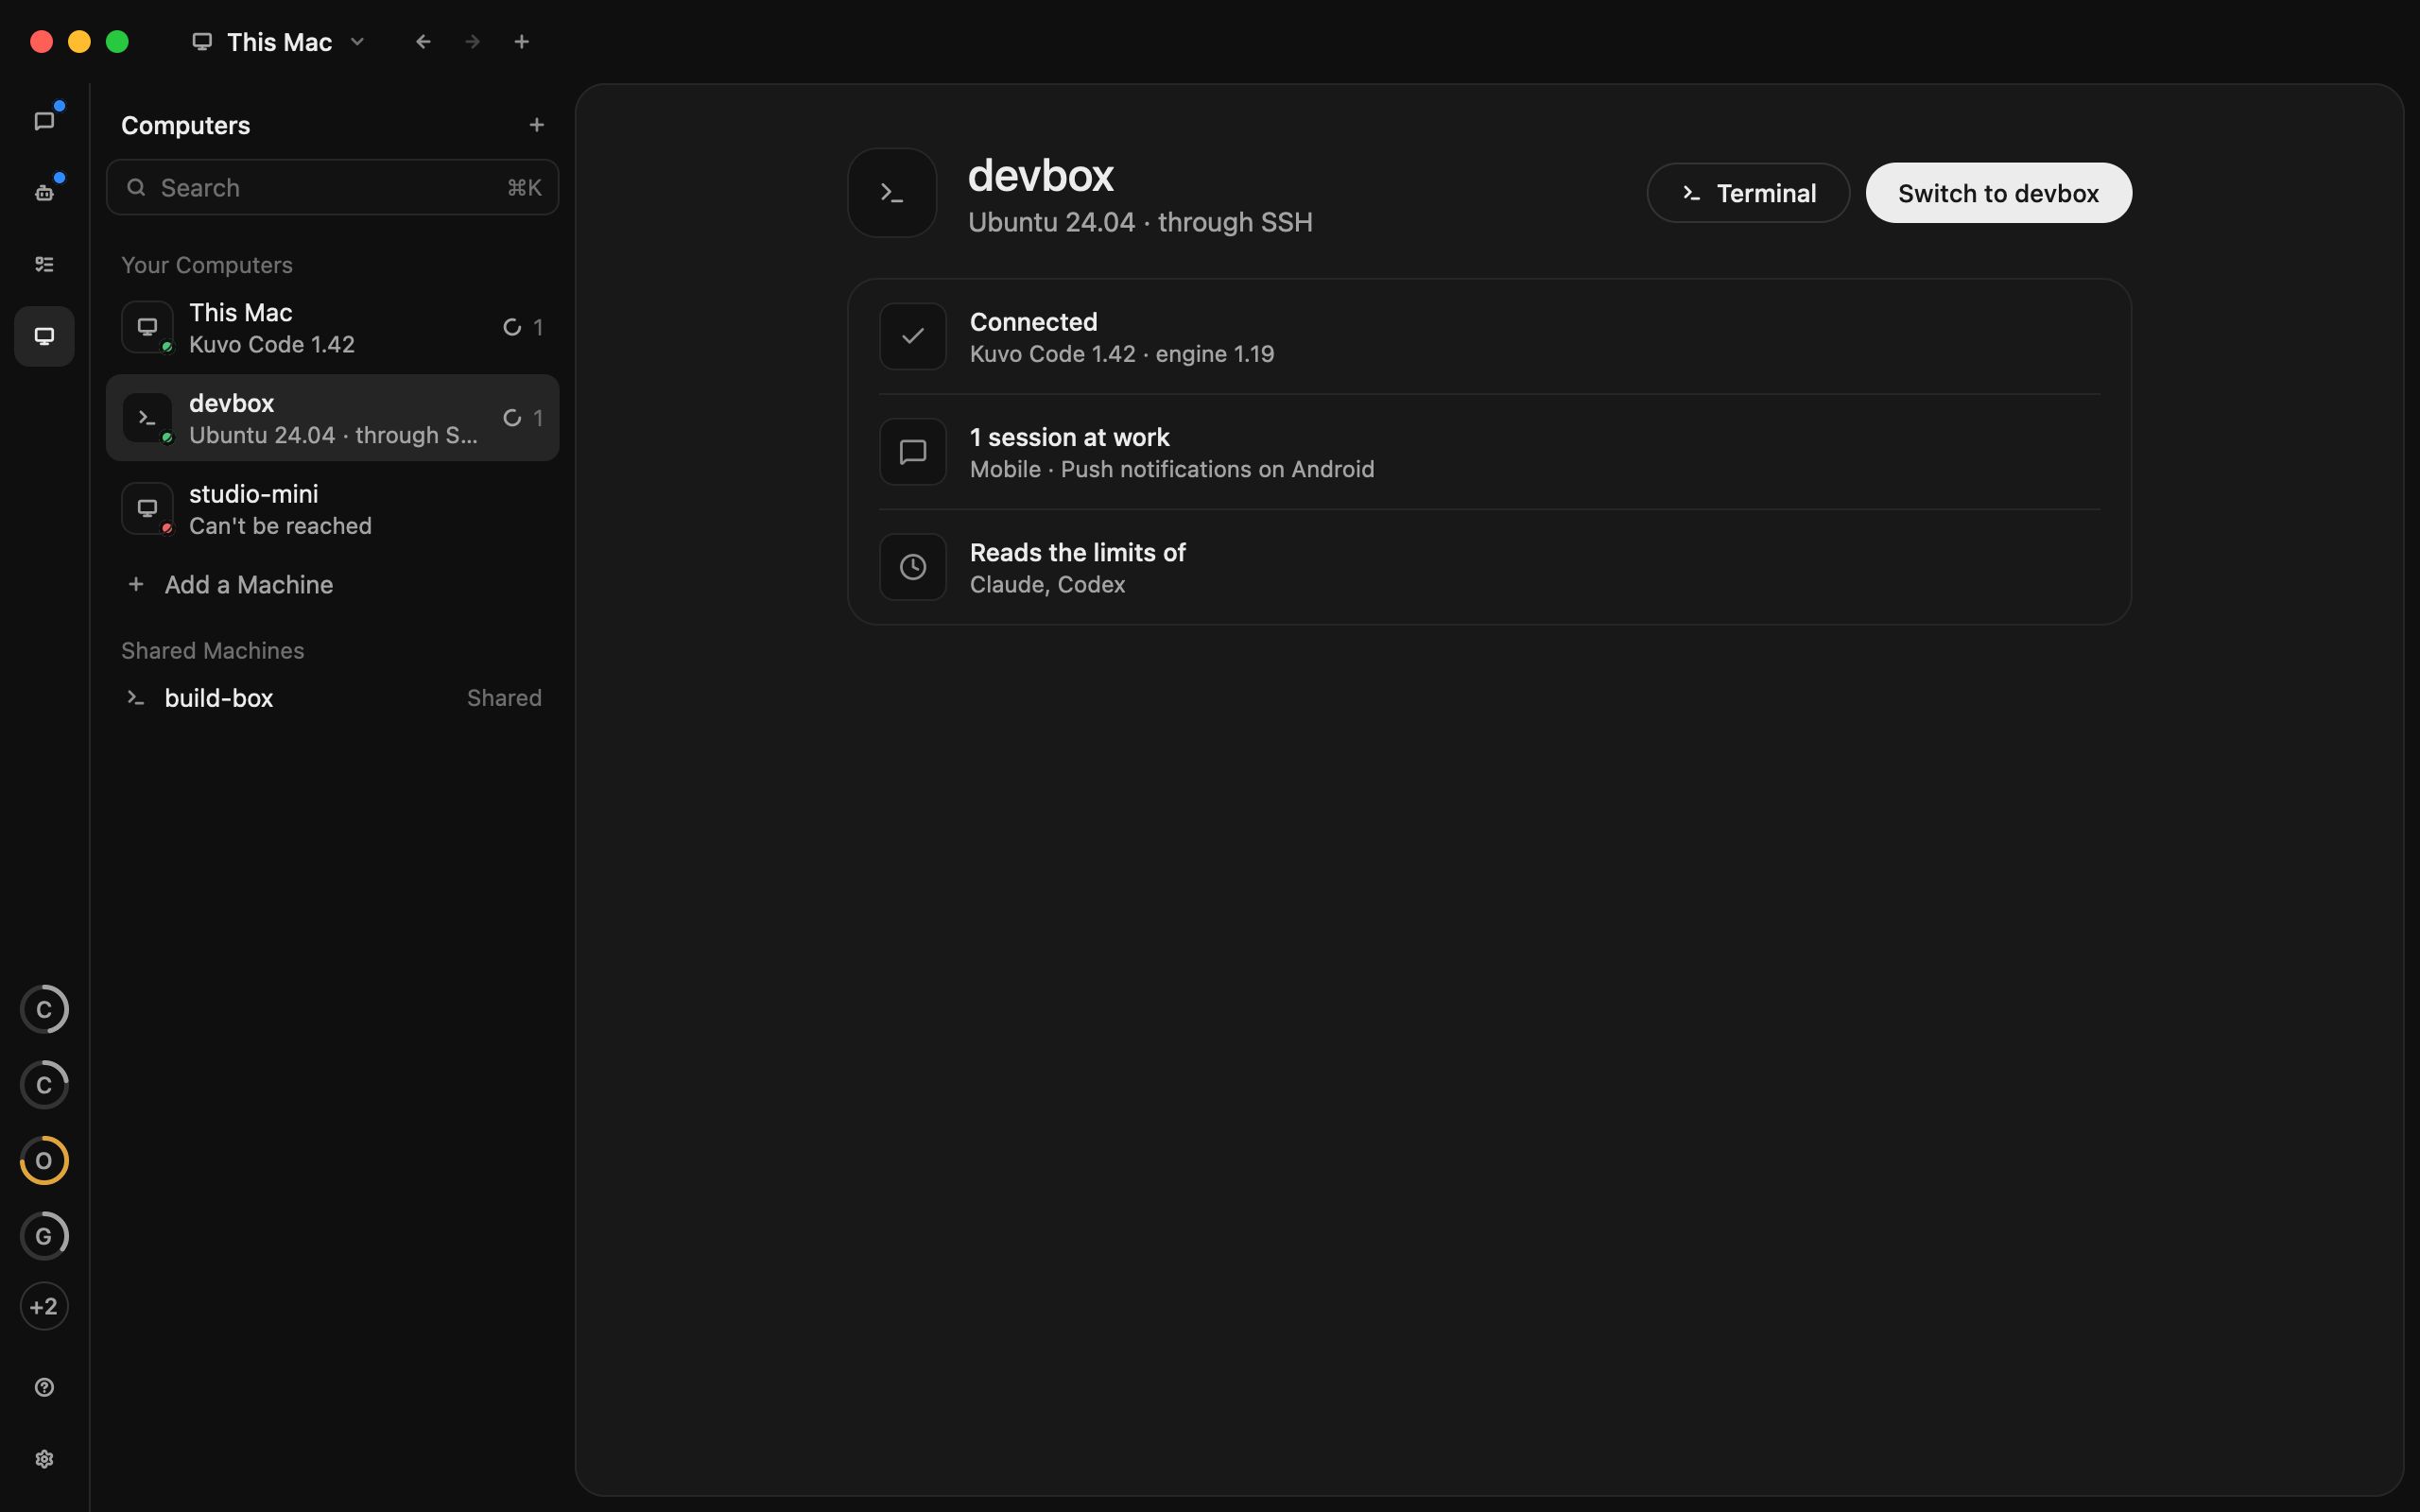 This Mac
Computers
Search ⌘K
Your Computers
This Mac
Kuvo Code 1.42
1
devbox
Ubuntu 24.04 · through S...
1
studio-mini
Can't be reached
Add a Machine
Shared Machines
build-box
Shared
C
C
O
G
+2
devbox
Ubuntu 24.04 · through SSH
Terminal
Switch to devbox
Connected
Kuvo Code 1.42 · engine 1.19
1 session at work
Mobile · Push notifications on Android
Reads the limits of
Claude, Codex